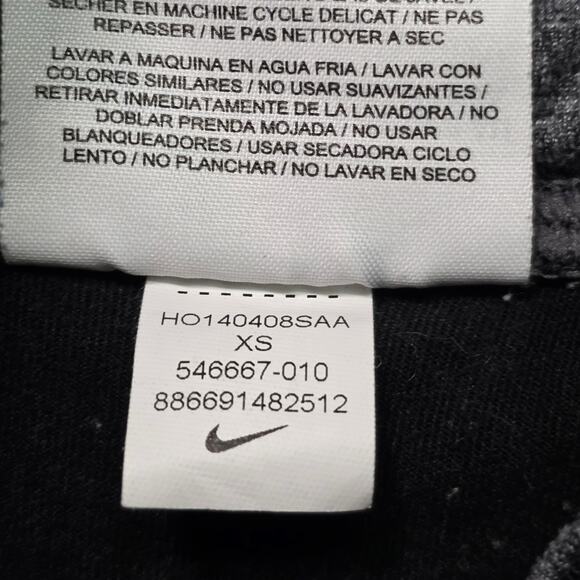 SÉCHER EN MACHINE CYCLE DELICAT / NE PAS
REPASSER / NE PAS NETTOYER A SEC
LAVAR A MAQUINA EN AGUA FRIA / LAVAR CON
COLORES SIMILARES / NO USAR SUAVIZANTES /
RETIRAR INMEDIATAMENTE DE LA LAVADORA / NO
DOBLAR PRENDA MOJADA / NO USAR
BLANQUEADORES / USAR SECADORA CICLO
LENTO / NO PLANCHAR / NO LAVAR EN SECO
HO140408SAA
XS
546667-010
886691482512